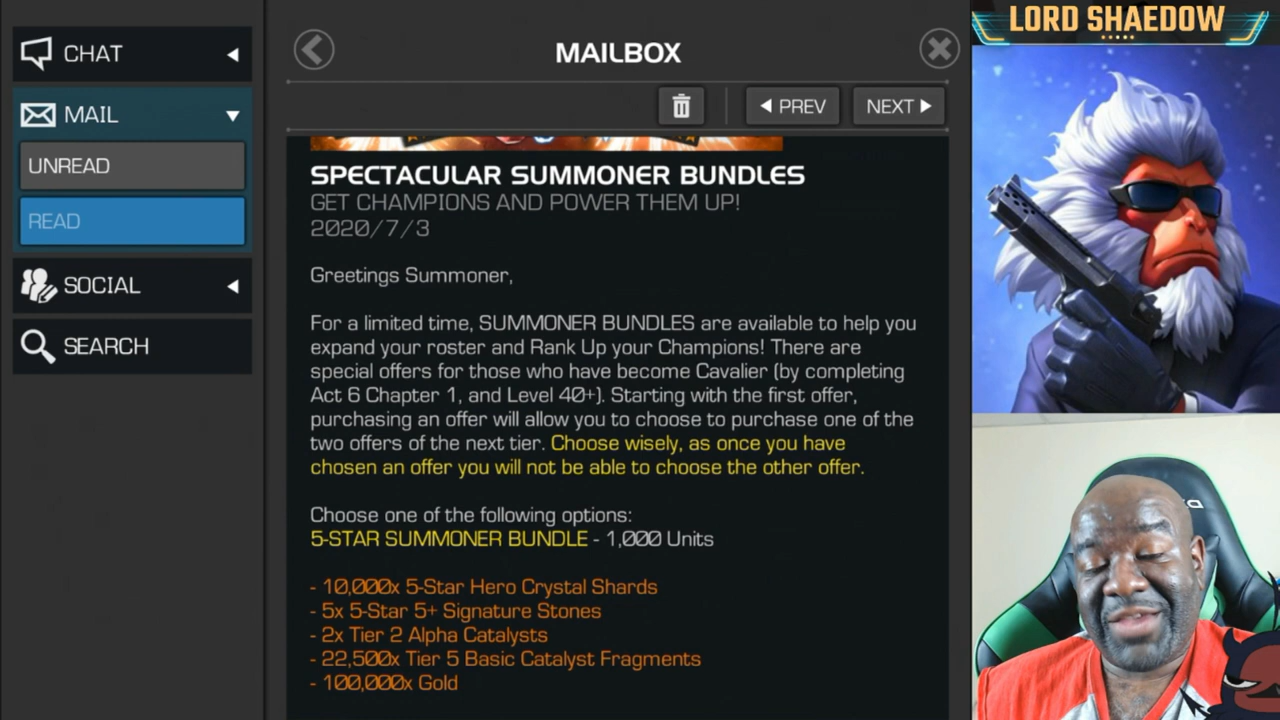 CHAT
MAIL
UNREAD
READ
SOCIAL
SEARCH
MAILBOX
PREV
NEXT
SPECTACULAR SUMMONER BUNDLES
GET CHAMPIONS AND POWER THEM UP!
2020/7/3
Greetings Summoner,
For a limited time, SUMMONER BUNDLES are available to help you
expand your roster and Rank Up your Champions! There are
special offers for those who have become Cavalier (by completing
Act 6 Chapter 1, and Level 40+). Starting with the first offer,
purchasing an offer will allow you to choose to purchase one of the
two offers of the next tier. Choose wisely, as once you have
chosen an offer you will not be able to choose the other offer.
Choose one of the following options:
5-STAR SUMMONER BUNDLE - 1,000 Units
- 10,000x 5-Star Hero Crystal Shards
- 5x 5-Star 5+ Signature Stones
- 2x Tier 2 Alpha Catalysts
- 22,500x Tier 5 Basic Catalyst Fragments
- 100,000x Gold
LORD SHAEDOW